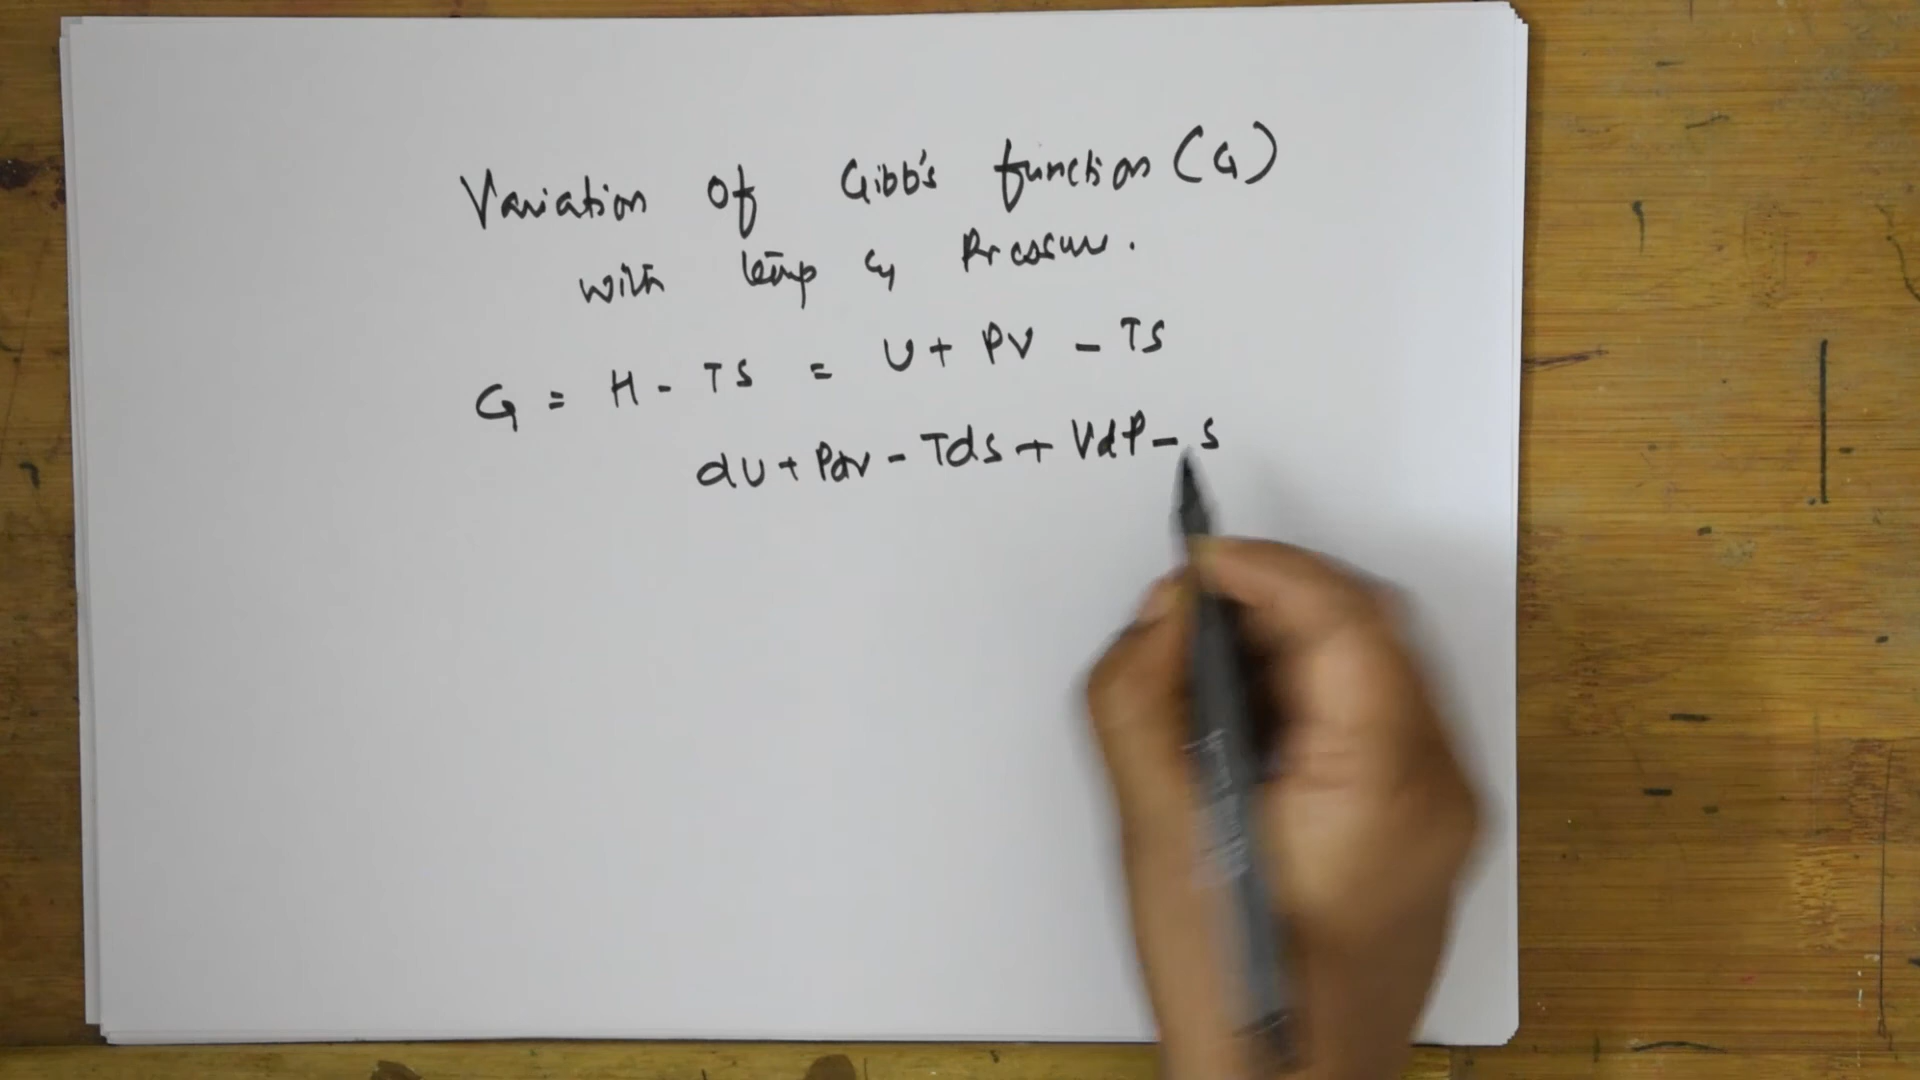 Variation of Gibb's function (G)
with temp & Pressure.
G = H - TS = U + PV - TS
dU + PdV - TdS + VdP - S